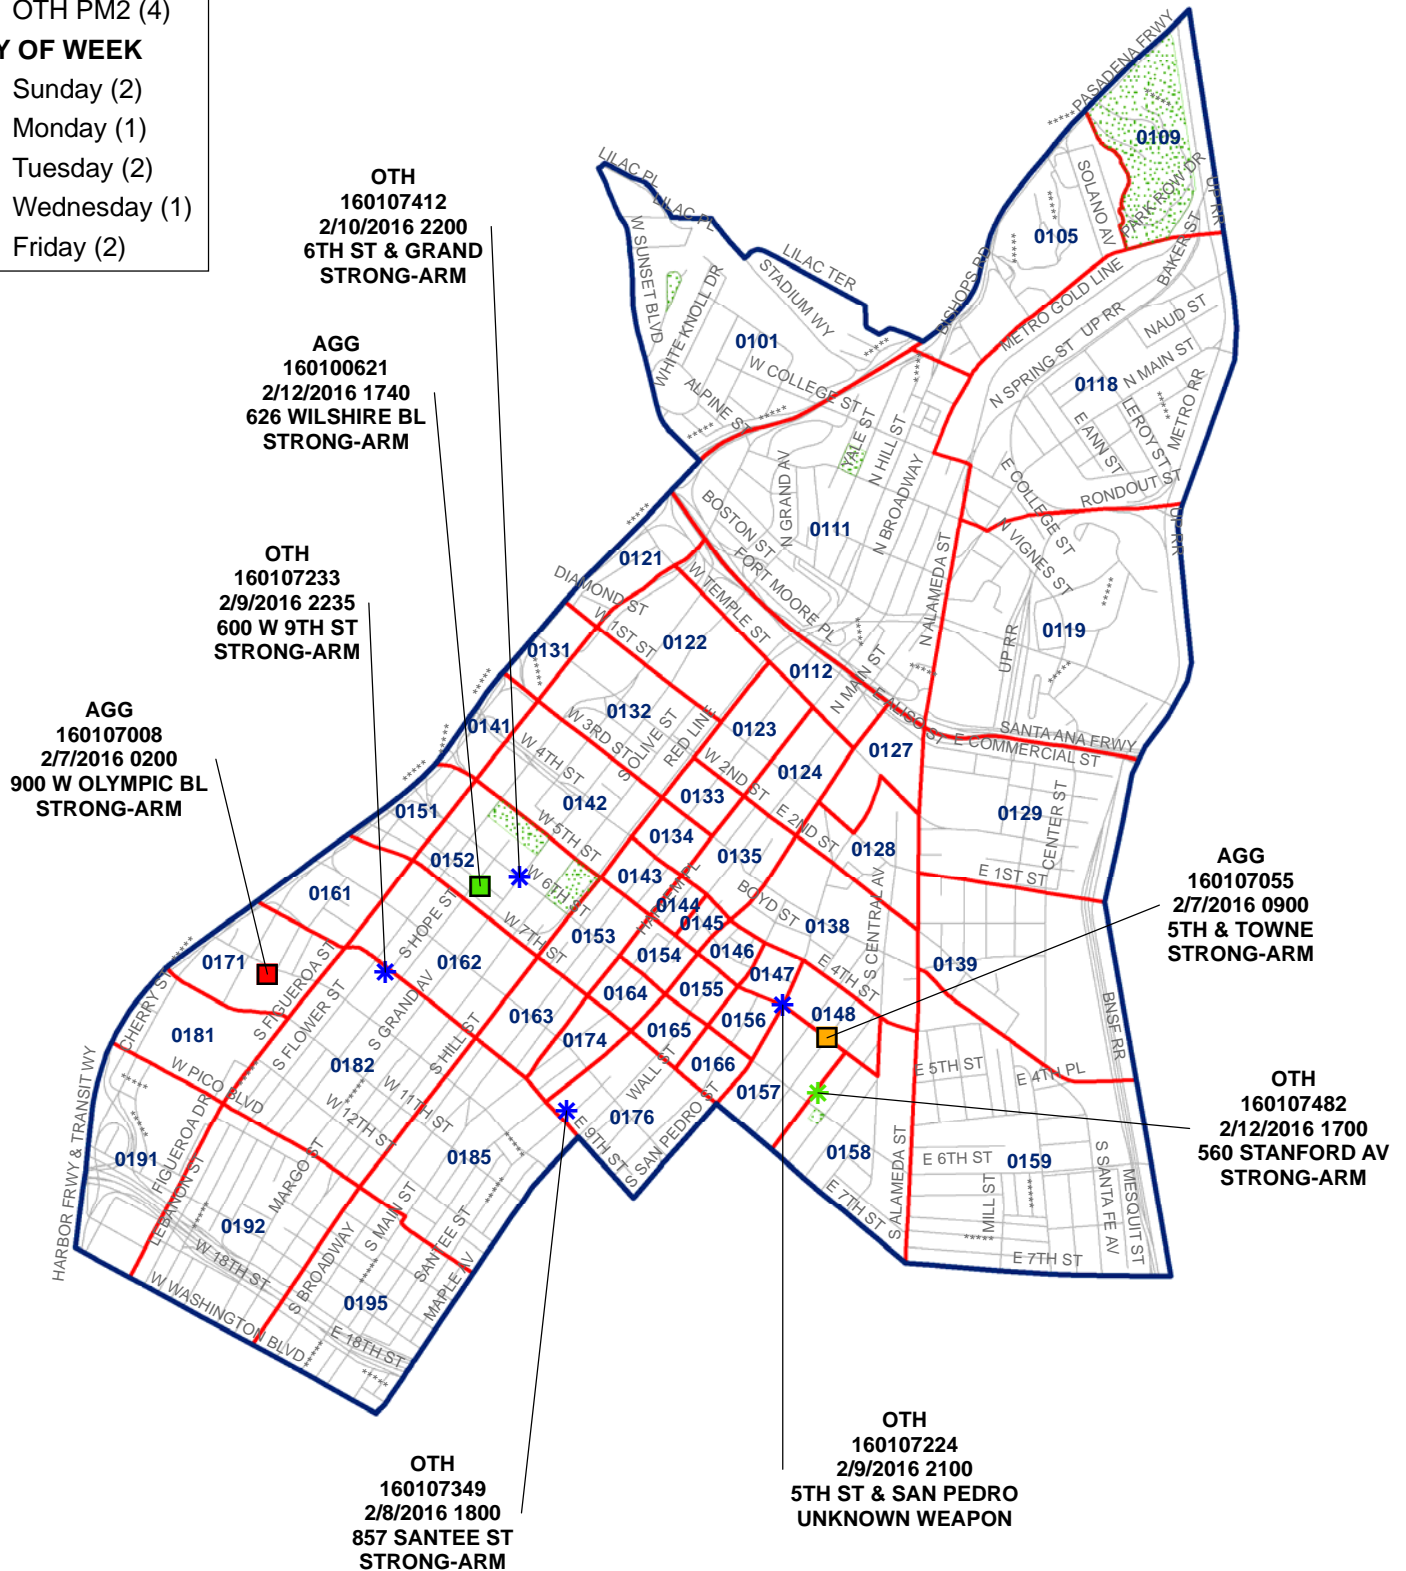 OTH PM2 (4)
Y OF WEEK
Sunday (2)
Monday (1)
Tuesday (2)
Wednesday (1)
Friday (2)
OTH
160107412
2/10/2016 2200
6TH ST & GRAND
STRONG-ARM
AGG
160100621
2/12/2016 1740
626 WILSHIRE BL
STRONG-ARM
OTH
160107233
2/9/2016 2235
600 W 9TH ST
STRONG-ARM
AGG
160107008
2/7/2016 0200
900 W OLYMPIC BL
STRONG-ARM
AGG
160107055
2/7/2016 0900
5TH & TOWNE
STRONG-ARM
OTH
160107482
2/12/2016 1700
560 STANFORD AV
STRONG-ARM
OTH
160107224
2/9/2016 2100
5TH ST & SAN PEDRO
UNKNOWN WEAPON
OTH
160107349
2/8/2016 1800
857 SANTEE ST
STRONG-ARM
PASADENA FRWY
*****
*****
0109
SOLANO AV
PARK ROW DR
UP RR
*****
*****
0105
BAKER ST
LILAC PL
LILAC PL
LILAC TER
W SUNSET BLVD
WHITE KNOLL DR
STADIUM WY
BISHOPS RD
METRO GOLD LINE
0101
W COLLEGE ST
ALPINE ST
*****
*****
*****
*****
UP RR
N SPRING ST
NAUD ST
N MAIN ST
0118
METRO RR
LEROY ST
*****
E ANN ST
RONDOUT ST
UP RR
YALE ST
N HILL ST
N GRAND AV
N BROADWAY
0111
E COLLEGE ST
N VIGNES ST
*****
BOSTON ST
FORT MOORE PL
N ALAMEDA ST
0119
UP RR
*****
*****
0121
DIAMOND ST
W TEMPLE ST
W 1ST ST
0122
0131
*****
*****
0112
*****
N MAIN ST
*****
E ALISO ST
SANTA ANA FRWY
E COMMERCIAL ST
0132
0141
*****
*****
W 3RD ST
S OLIVE ST
RED LINE
W 4TH ST
0123
0127
W 2ND ST
0124
0133
0142
0151
W 5TH ST
E 2ND ST
0134
0135
0128
0129
CENTER ST
E 1ST ST
0152
W 6TH ST
0143
HARLEM PL
0144
0145
BOYD ST
0138
S CENTRAL AV
0161
S HOPE ST
W 7TH ST
0153
0154
0146
0147
E 4TH ST
0139
0171
*****
CHERRY ST
S FIGUEROA ST
0162
S GRAND AV
0164
0155
0156
0148
BNSF RR
0181
S FLOWER ST
0163
0174
0165
S HILL ST
0182
0166
WALL ST
0157
E 5TH ST
E 4TH PL
W PICO BLVD
*****
*****
*****
W 11TH ST
W 12TH ST
*****
0176
E 9TH ST
S SAN PEDRO ST
0158
HARBOR FRWY & TRANSIT WY
0191
FIGUEROA DR
LEBANON ST
MARGO ST
*****
0185
*****
*****
E 7TH ST
S ALAMEDA ST
E 6TH ST
0159
*****
MILL ST
*****
S SANTA FE AV
MESQUIT ST
E 7TH ST
0192
W 18TH ST
S BROADWAY
S MAIN ST
*****
SANTEE ST
MAPLE AV
0195
W WASHINGTON BLVD
E 18TH ST
*****
*****